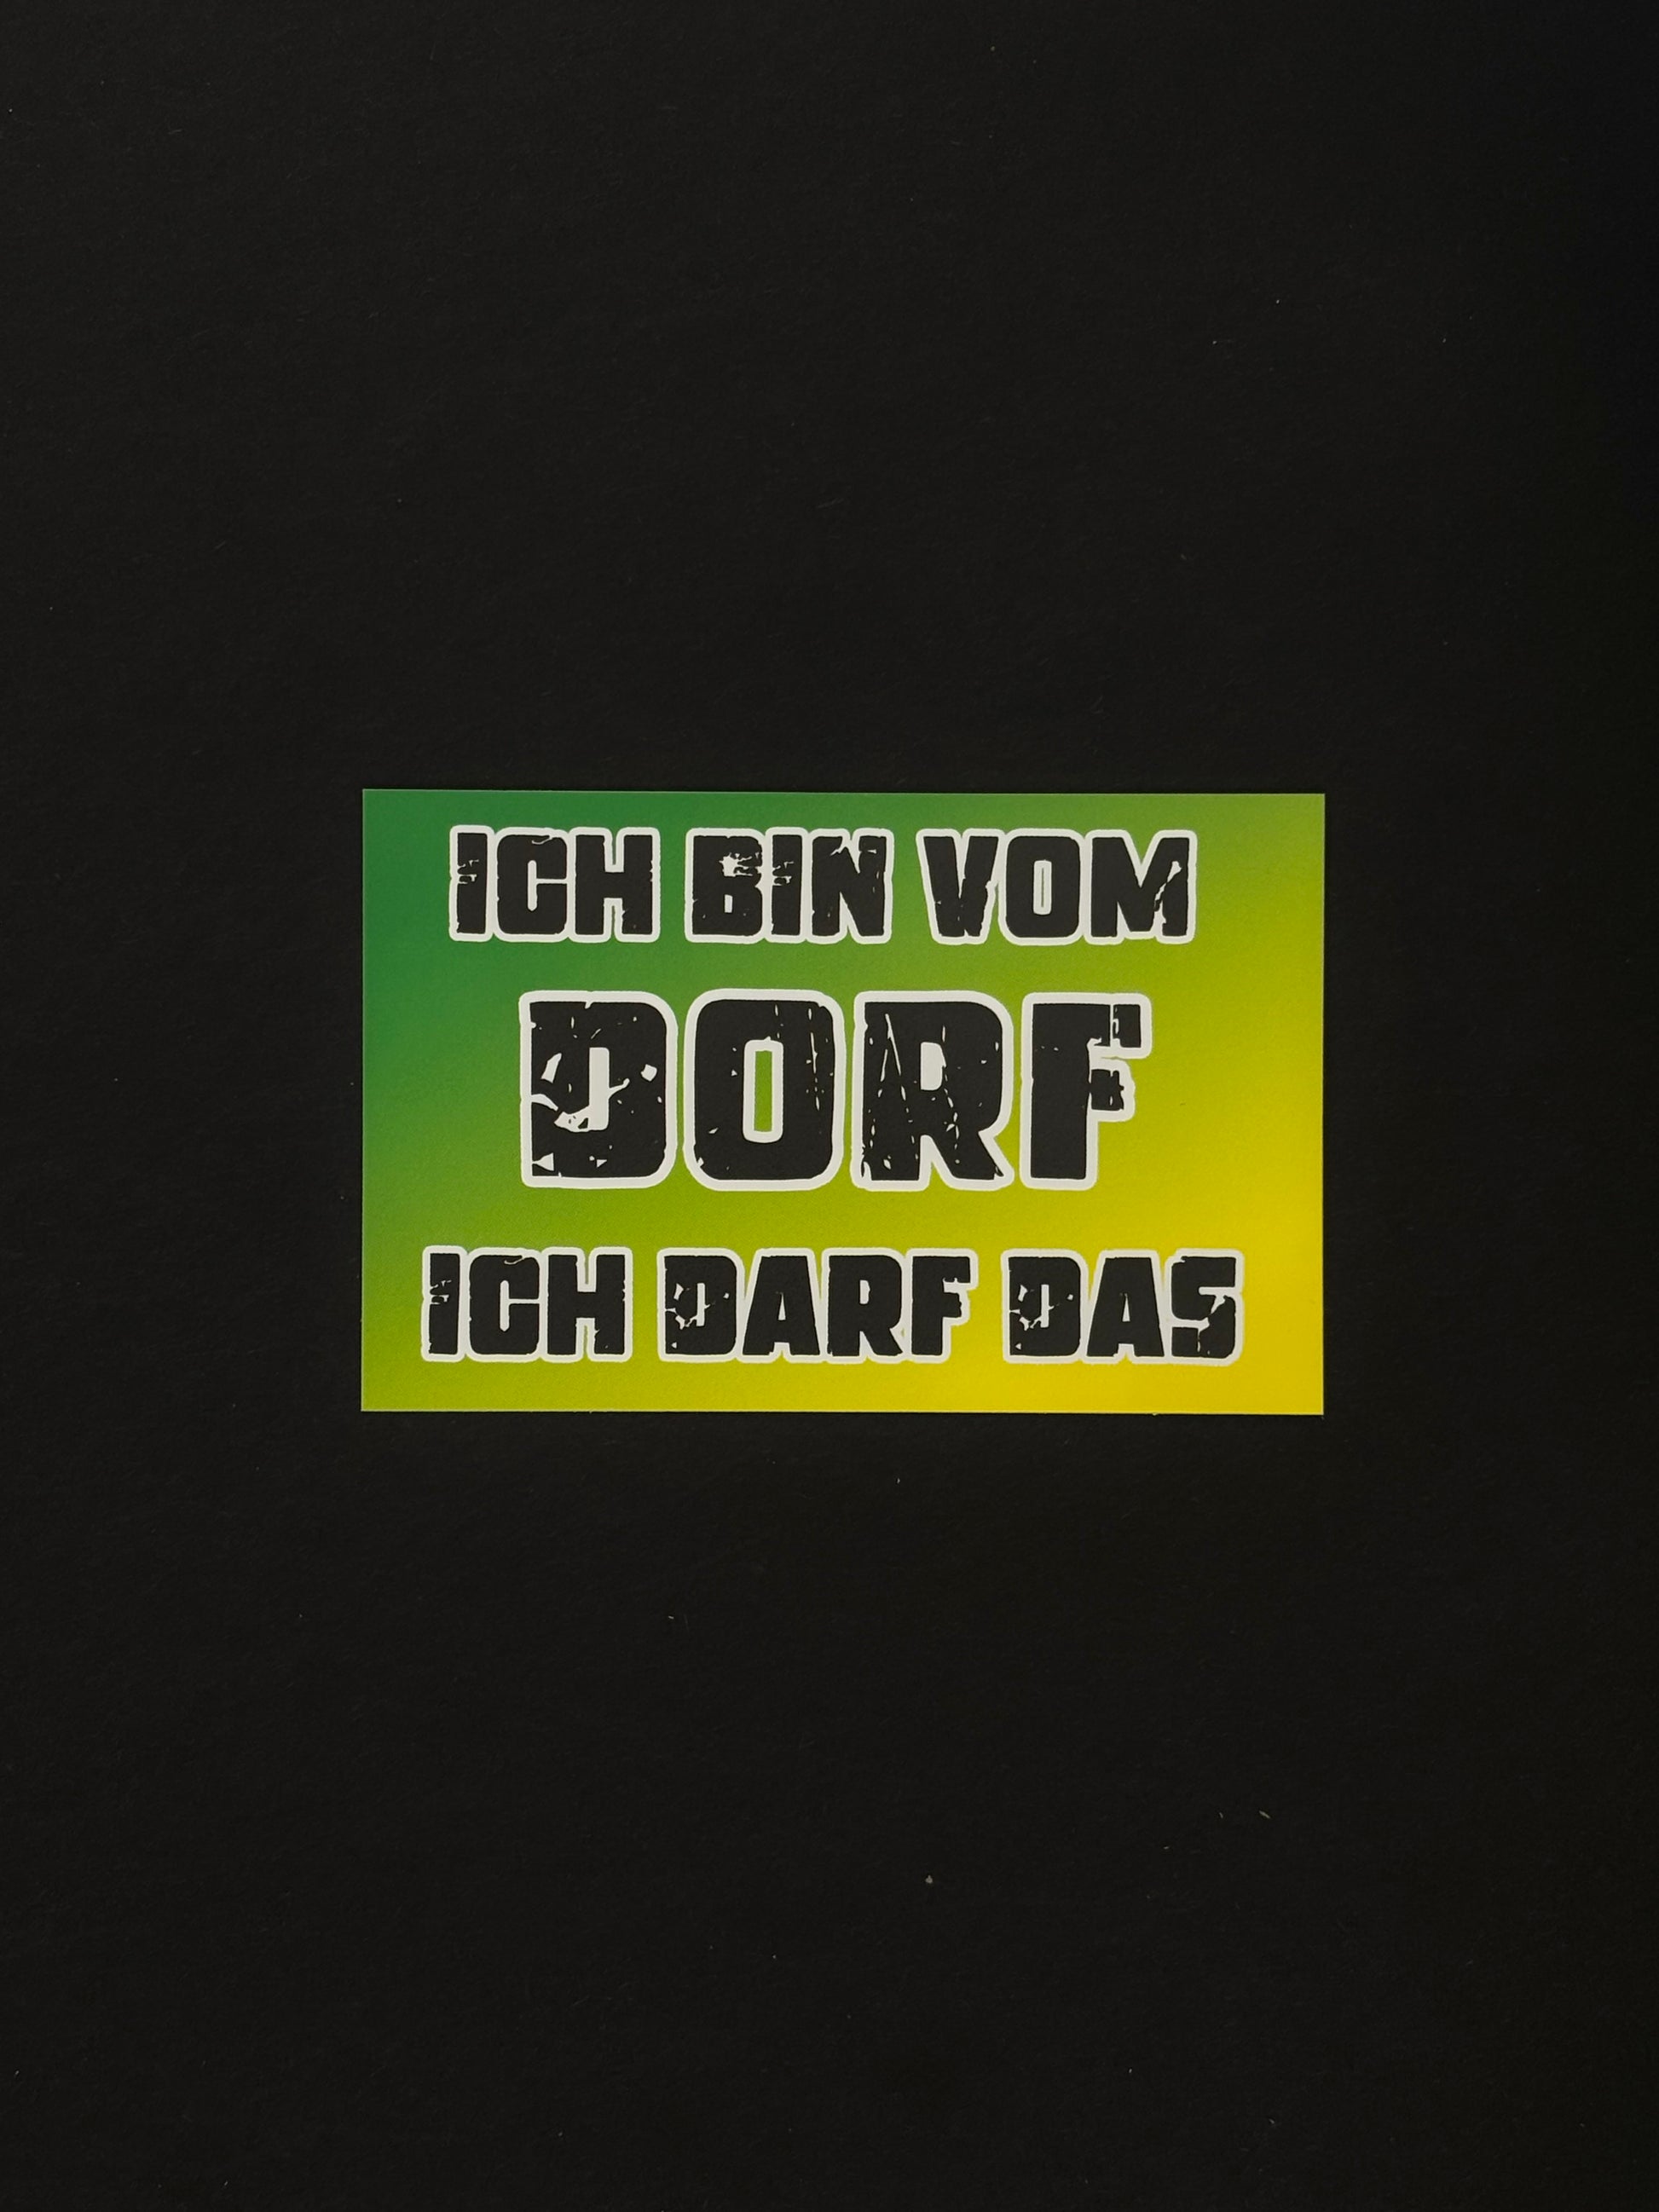 ICH BIN VOM
DORF
ICH DARF DAS